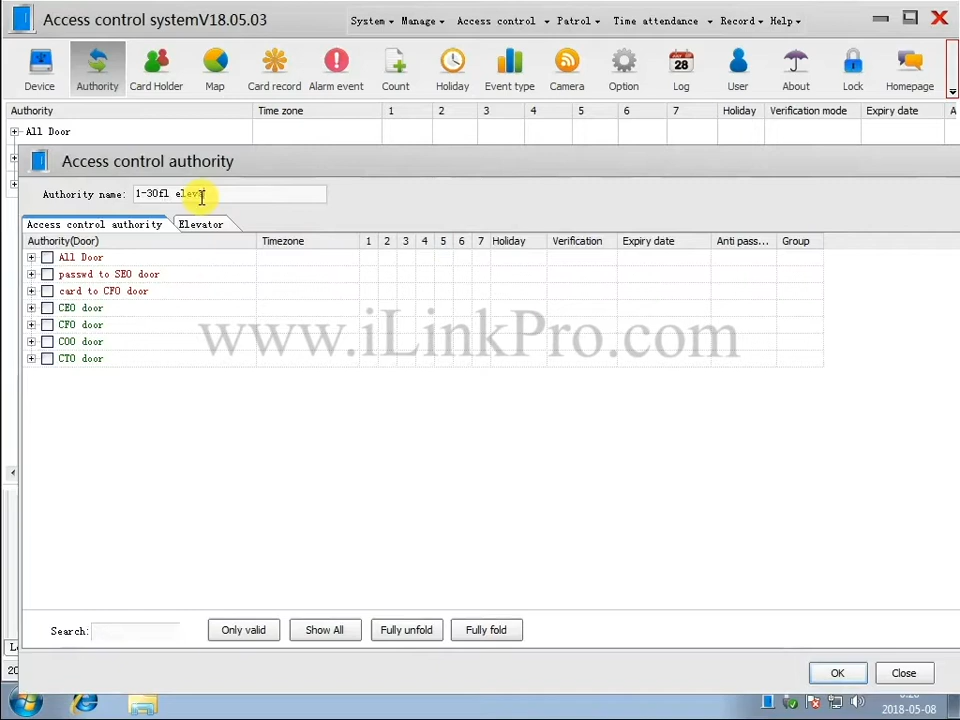 Access control systemV18.05.03
System Manage Access control Patrol Time attendance Record Help
Device Authority Card Holder Map Card record Alarm event Count Holiday Event type Camera Option Log User About Lock Homepage
28
Authority Time zone 1 2 3 4 5 6 7 Holiday Verification mode Expiry date A
All Door
Access control authority
Authority name: 1-30fl eleva
Access control authority Elevator
Authority(Door) Timezone 1 2 3 4 5 6 7 Holiday Verification Expiry date Anti pass... Group
All Door
passwd to SEO door
card to CFO door
CEO door
CFO door
COO door
CTO door
www.iLinkPro.com
Search: Only valid Show All Fully unfold Fully fold
OK Close
2018-05-08